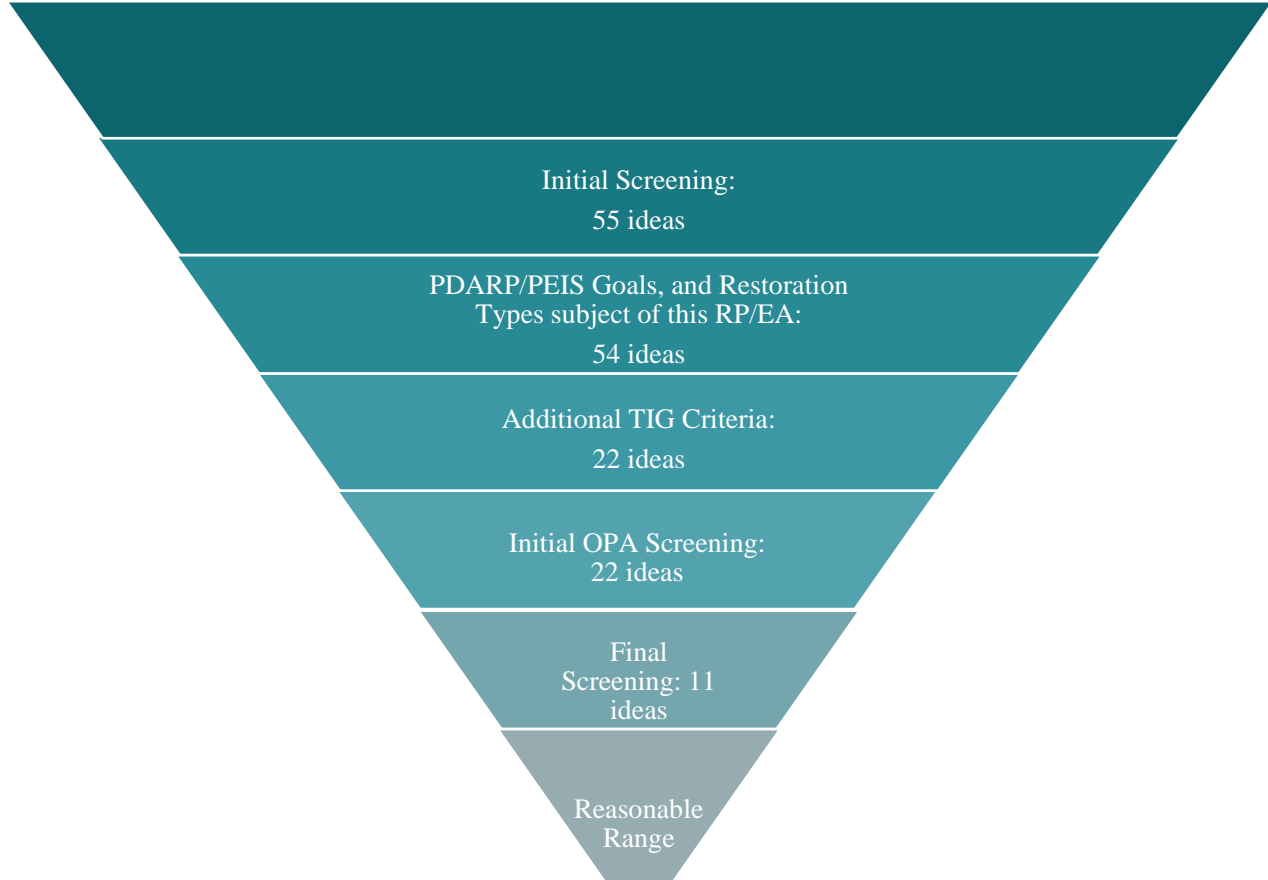 Initial Screening:
55 ideas
PDARP/PEIS Goals, and Restoration
Types subject of this RP/EA:
54 ideas
Additional TIG Criteria:
22 ideas
Initial OPA Screening:
22 ideas
Final
Screening: 11
ideas
Reasonable
Range